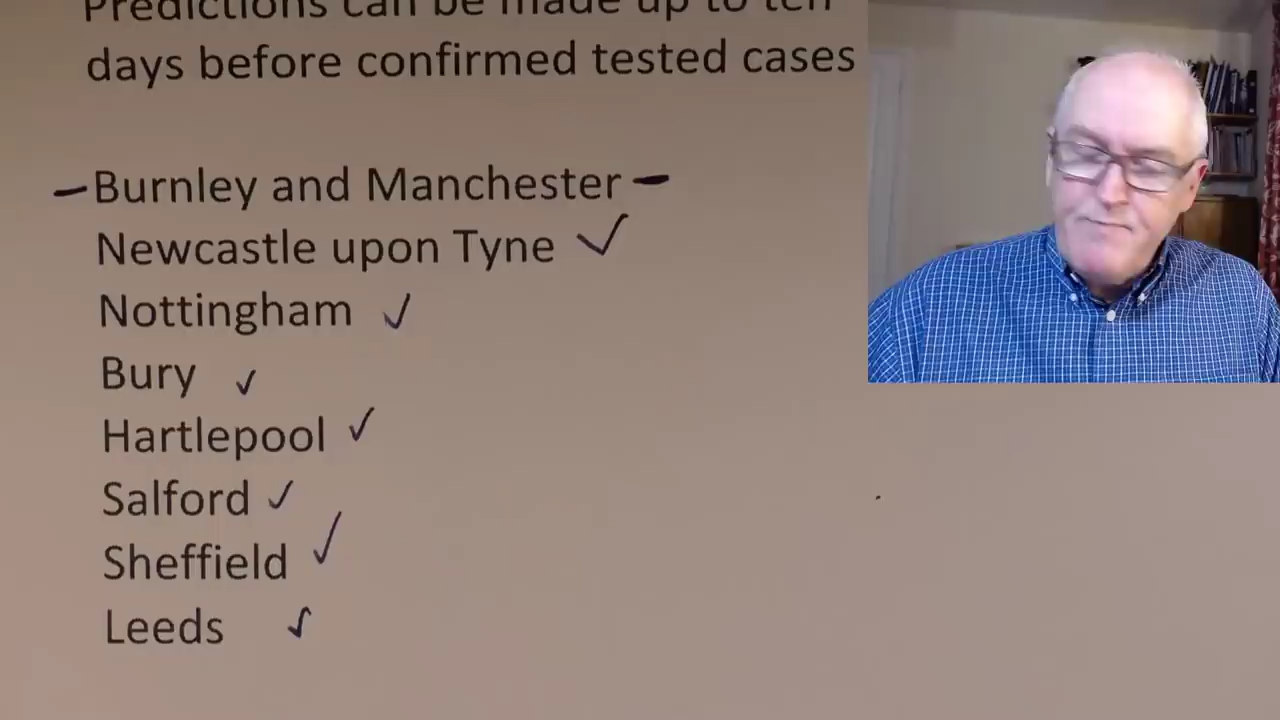 Predictions can be made up to ten
days before confirmed tested cases
Burnley and Manchester
Newcastle upon Tyne
Nottingham
Bury
Hartlepool
Salford
Sheffield
Leeds